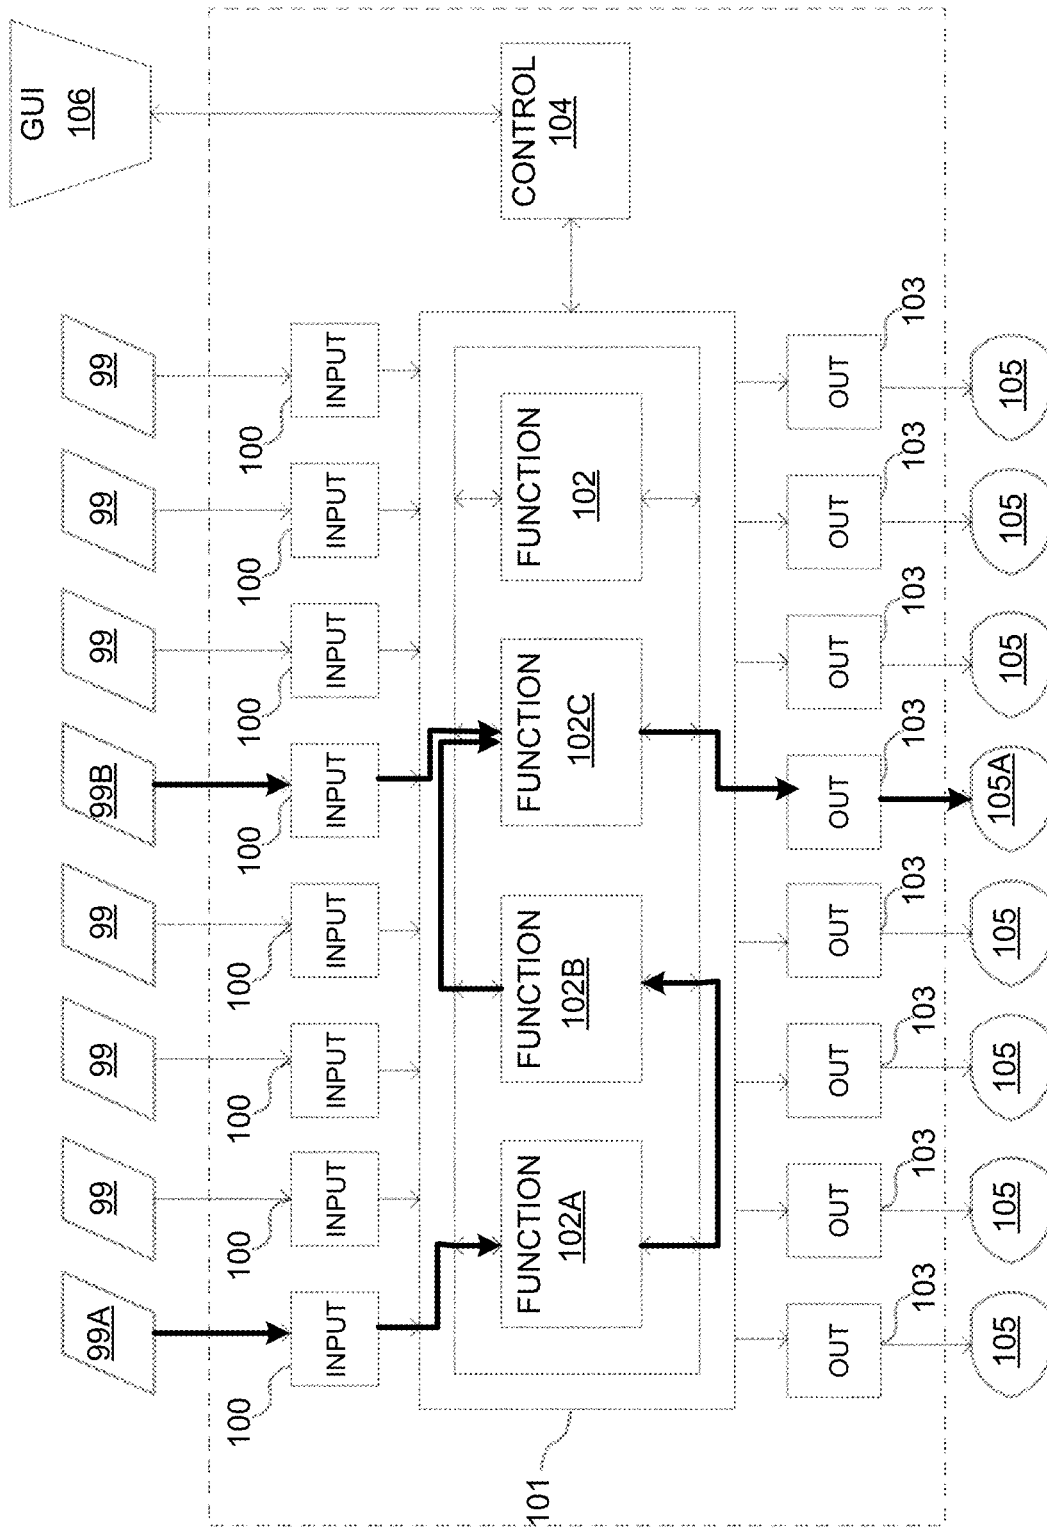 99A
99
99
99
99B
99
99
99
GUI
106
100
100
100
100
100
100
100
100
INPUT
INPUT
INPUT
INPUT
INPUT
INPUT
INPUT
INPUT
101
FUNCTION
102A
FUNCTION
102B
FUNCTION
102C
FUNCTION
102
CONTROL
104
OUT
OUT
OUT
OUT
OUT
OUT
OUT
OUT
103
103
103
103
103
103
103
103
105
105
105
105
105A
105
105
105